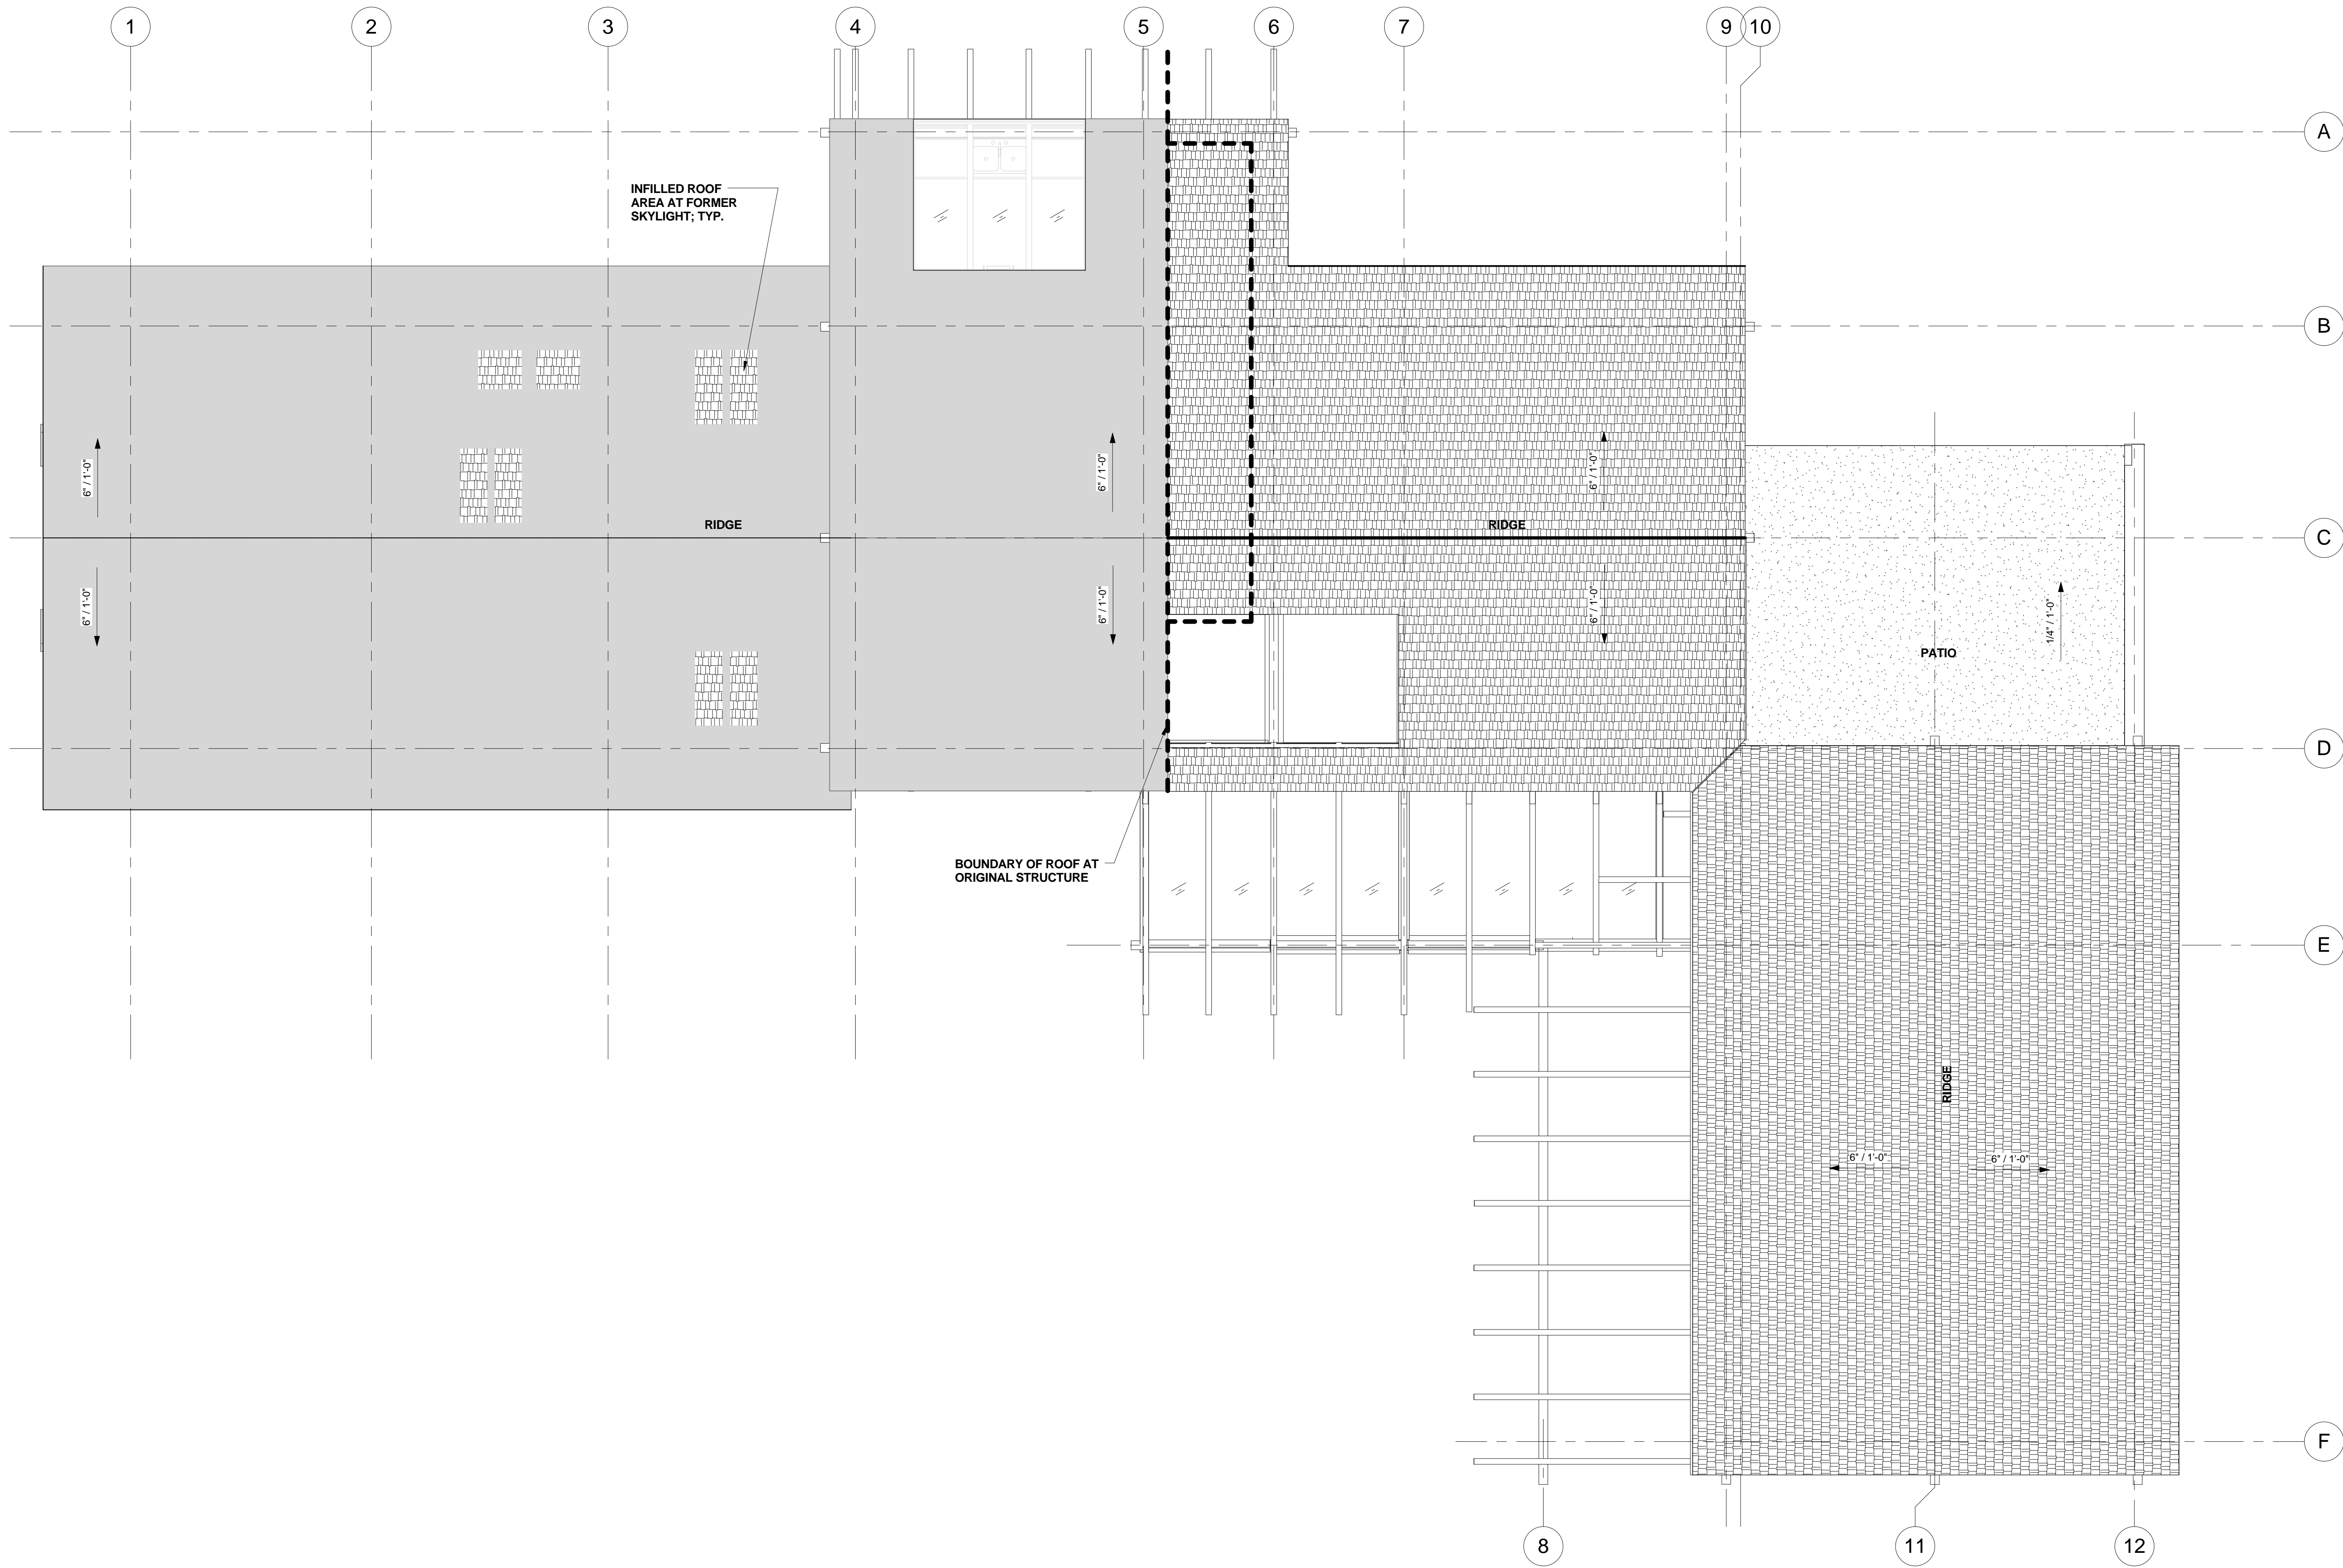 1
2
3
4
5
6
7
9
10
A
INFILLED ROOF
AREA AT FORMER
SKYLIGHT; TYP.
B
6" / 1'-0"
6" / 1'-0"
6" / 1'-0"
RIDGE
RIDGE
C
6" / 1'-0"
6" / 1'-0"
6" / 1'-0"
1/4" / 1'-0"
PATIO
D
BOUNDARY OF ROOF AT
ORIGINAL STRUCTURE
E
RIDGE
6" / 1'-0"
6" / 1'-0"
F
8
11
12